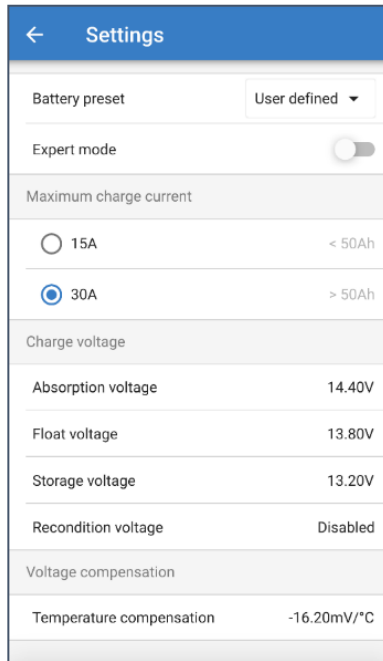 Settings
Battery preset User defined
Expert mode
Maximum charge current
15A < 50Ah
30A > 50Ah
Charge voltage
Absorption voltage 14.40V
Float voltage 13.80V
Storage voltage 13.20V
Recondition voltage Disabled
Voltage compensation
Temperature compensation -16.20mV/°C